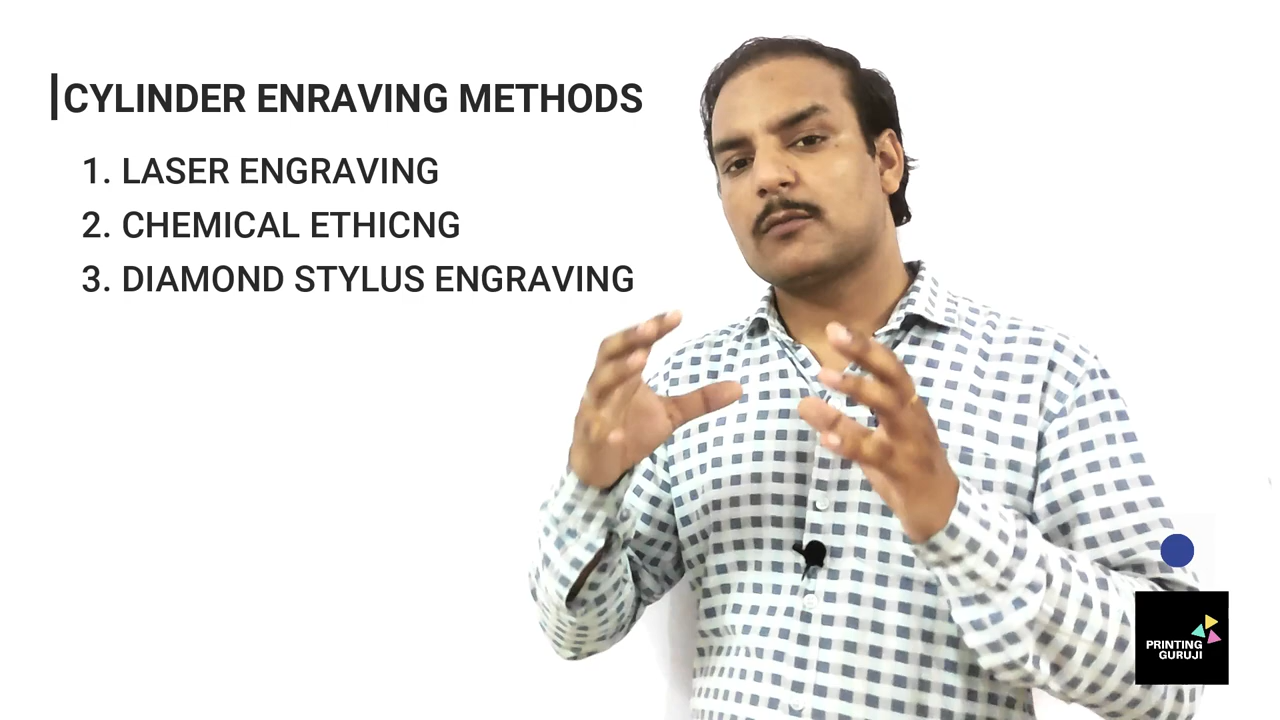 CYLINDER ENRAVING METHODS
1. LASER ENGRAVING
2. CHEMICAL ETHICNG
3. DIAMOND STYLUS ENGRAVING
PRINTING
GURUJI